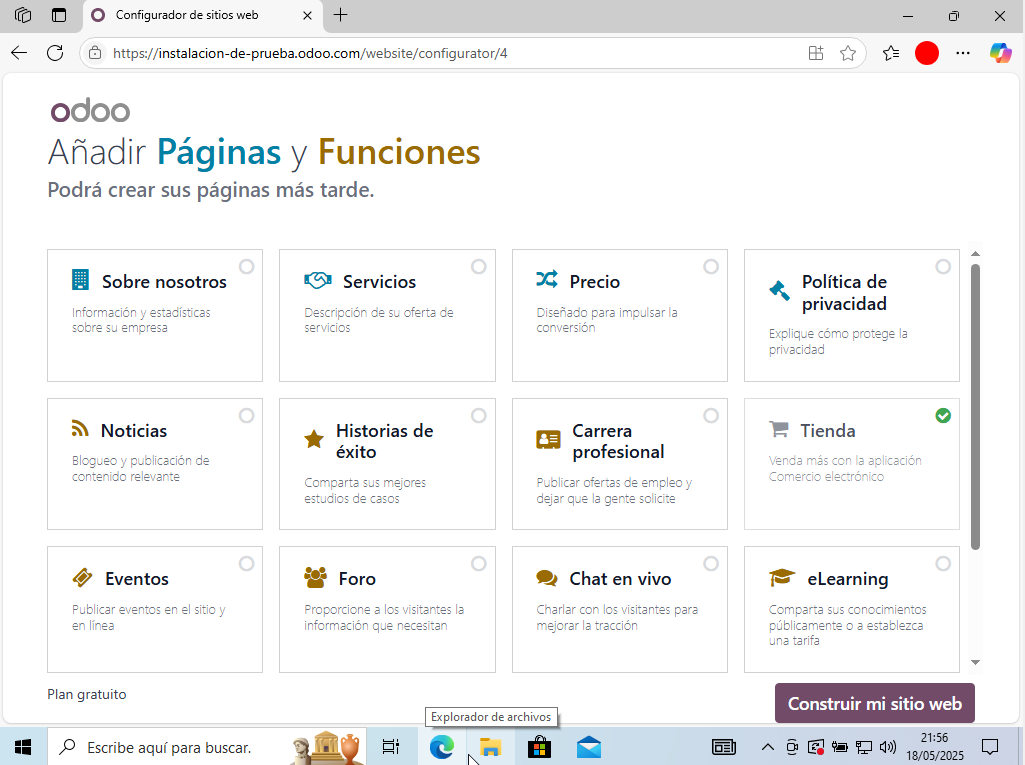 Configurador de sitios web
https://instalacion-de-prueba.odoo.com/website/configurator/4
odoo
Añadir Páginas y Funciones
Podrá crear sus páginas más tarde.
Sobre nosotros
Información y estadísticas
sobre su empresa
Servicios
Descripción de su oferta de
servicios
Precio
Diseñado para impulsar la
conversión
Política de
privacidad
Explique cómo protege la
privacidad
Noticias
Blogueo y publicación de
contenido relevante
Historias de
éxito
Comparta sus mejores
estudios de casos
Carrera
profesional
Publicar ofertas de empleo y
dejar que la gente solicite
Tienda
Venda más con la aplicación
Comercio electrónico
Eventos
Publicar eventos en el sitio y
en línea
Foro
Proporcione a los visitantes la
información que necesitan
Chat en vivo
Charlar con los visitantes para
mejorar la tracción
eLearning
Comparta sus conocimientos
públicamente o a establezca
una tarifa
Plan gratuito
Construir mi sitio web
Explorador de archivos
Escribe aquí para buscar.
21:56
18/05/2025